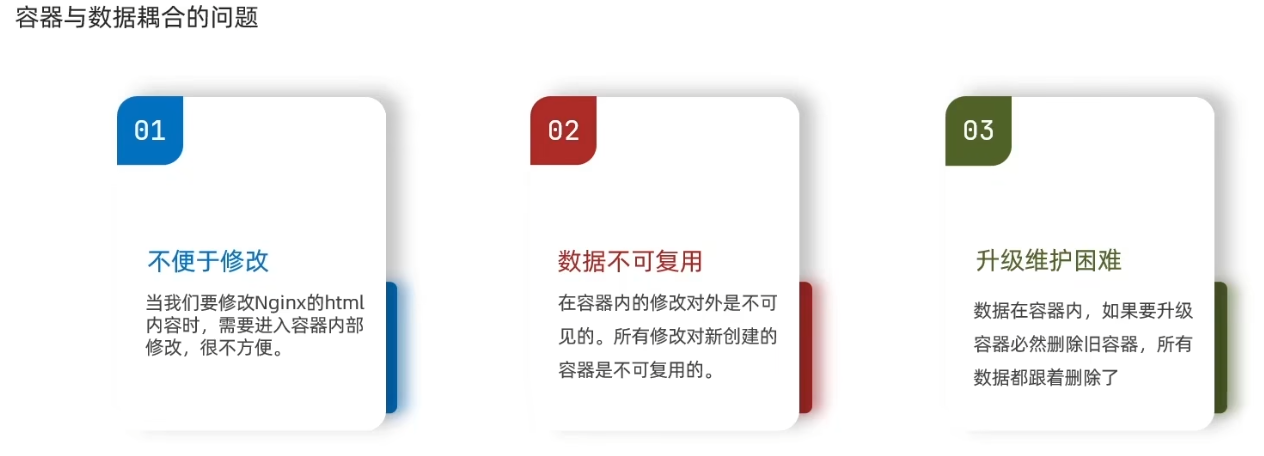 容器与数据耦合的问题
01
不便于修改
当我们要修改Nginx的html
内容时，需要进入容器内部
修改，很不方便。
02
数据不可复用
在容器内的修改对外是不可
见的。所有修改对新创建的
容器是不可复用的。
03
升级维护困难
数据在容器内，如果要升级
容器必然删除旧容器，所有
数据都跟着删除了